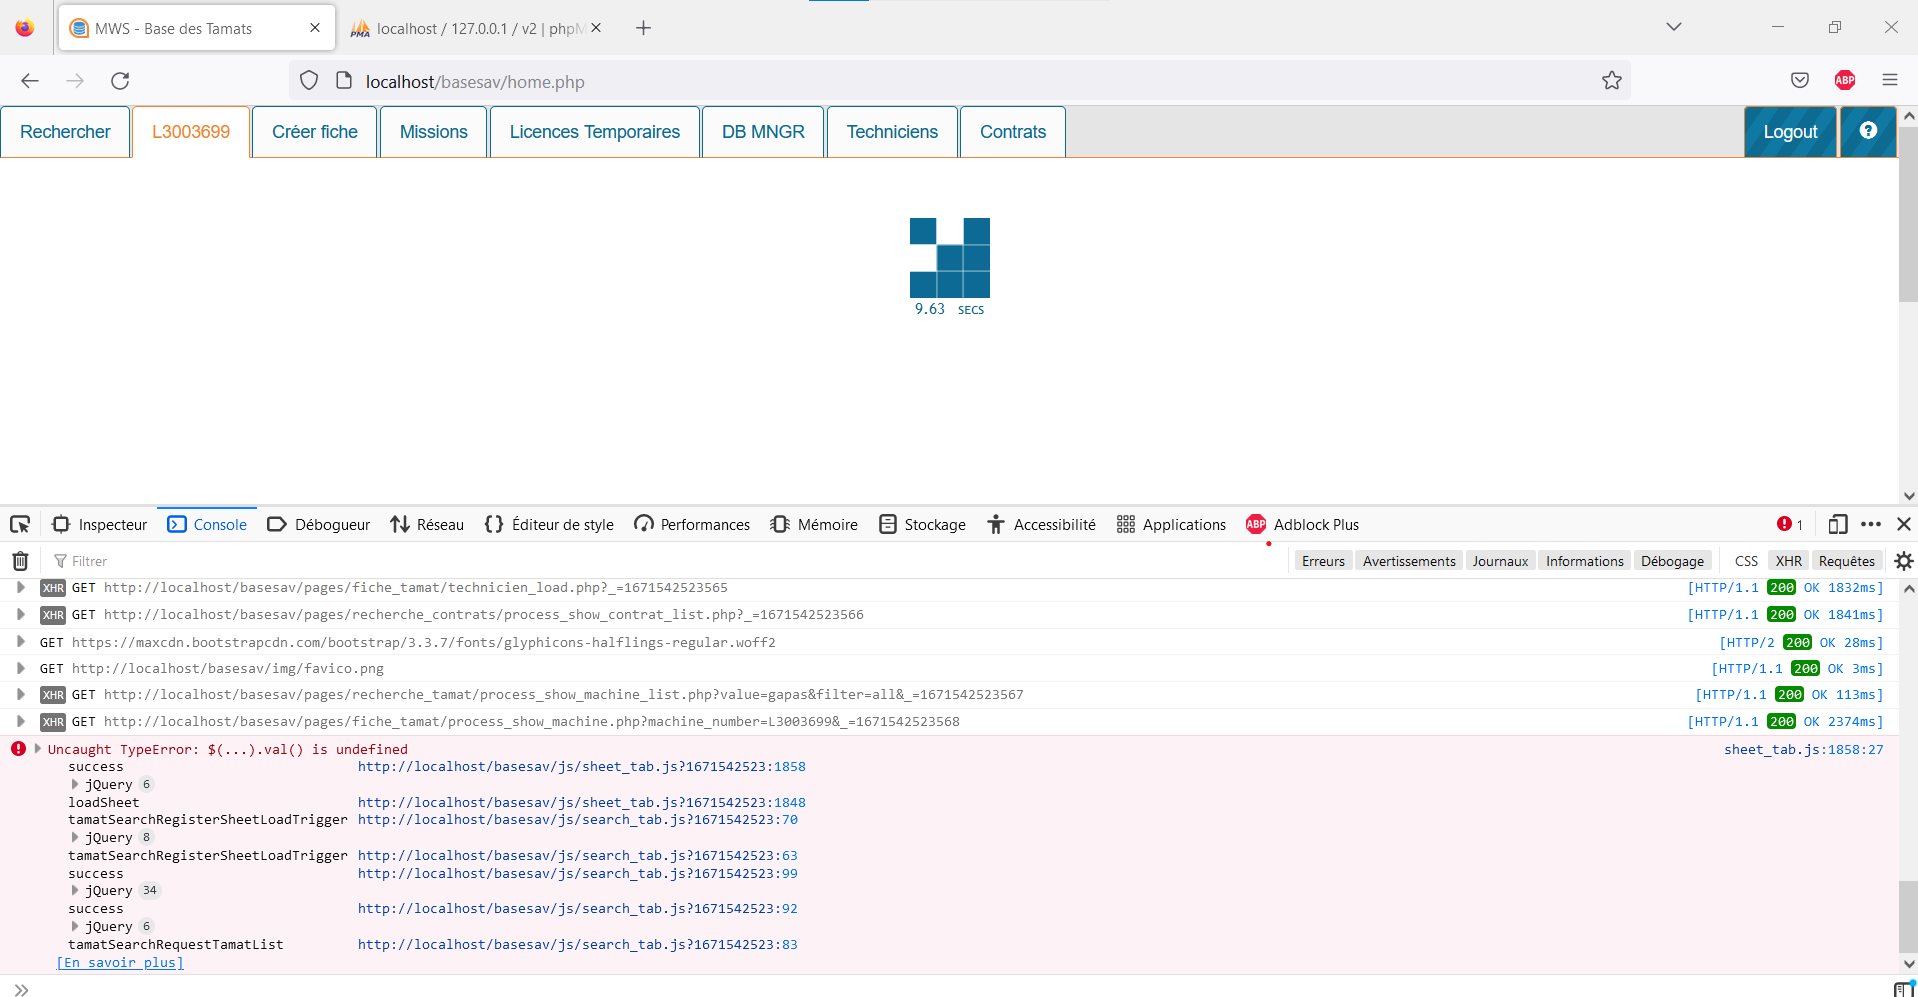 MWS - Base des Tamats
PMA localhost / 127.0.0.1 / v2 | phpM
localhost/basesav/home.php
ABP
Rechercher L3003699 Créer fiche Missions Licences Temporaires DB MNGR Techniciens Contrats Logout ?
9.63 SECS
Inspecteur Console Débogueur Réseau Éditeur de style Performances Mémoire Stockage Accessibilité Applications ABP Adblock Plus 1
Filtrer Erreurs Avertissements Journaux Informations Débogage CSS XHR Requêtes
XHR GET http://localhost/basesav/pages/fiche_tamat/technicien_load.php?_=1671542523565 [HTTP/1.1 200 OK 1832ms]
XHR GET http://localhost/basesav/pages/recherche_contrats/process_show_contrat_list.php?_=1671542523566 [HTTP/1.1 200 OK 1841ms]
GET https://maxcdn.bootstrapcdn.com/bootstrap/3.3.7/fonts/glyphicons-halflings-regular.woff2 [HTTP/2 200 OK 28ms]
GET http://localhost/basesav/img/favico.png [HTTP/1.1 200 OK 3ms]
XHR GET http://localhost/basesav/pages/recherche_tamat/process_show_machine_list.php?value=gapas&filter=all&_=1671542523567 [HTTP/1.1 200 OK 113ms]
XHR GET http://localhost/basesav/pages/fiche_tamat/process_show_machine.php?machine_number=L3003699&_=1671542523568 [HTTP/1.1 200 OK 2374ms]
Uncaught TypeError: $(...).val() is undefined sheet_tab.js:1858:27
success http://localhost/basesav/js/sheet_tab.js?1671542523:1858
jQuery 6
loadSheet http://localhost/basesav/js/sheet_tab.js?1671542523:1848
tamatSearchRegisterSheetLoadTrigger http://localhost/basesav/js/search_tab.js?1671542523:70
jQuery 8
tamatSearchRegisterSheetLoadTrigger http://localhost/basesav/js/search_tab.js?1671542523:63
success http://localhost/basesav/js/search_tab.js?1671542523:99
jQuery 34
success http://localhost/basesav/js/search_tab.js?1671542523:92
jQuery 6
tamatSearchRequestTamatList http://localhost/basesav/js/search_tab.js?1671542523:83
[En savoir plus]